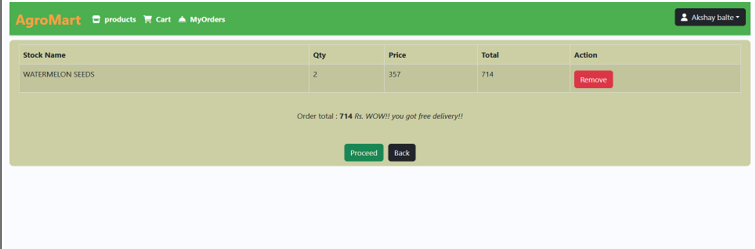 AgroMart products Cart MyOrders Akshay balte
Stock Name Qty Price Total Action
WATERMELON SEEDS 2 357 714 Remove
Order total : 714 Rs. WOW!! you got free delivery!!
Proceed Back